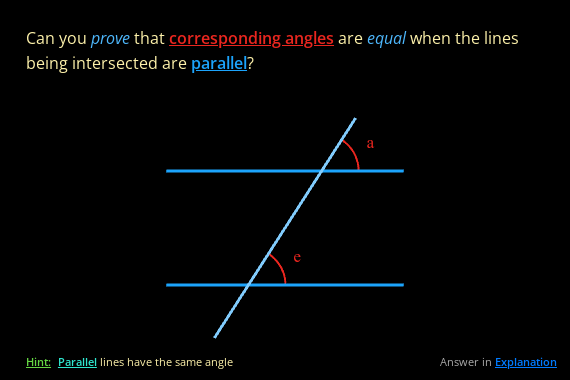 Can you prove that corresponding angles are equal when the lines
being intersected are parallel?
a
e
Hint: Parallel lines have the same angle
Answer in Explanation